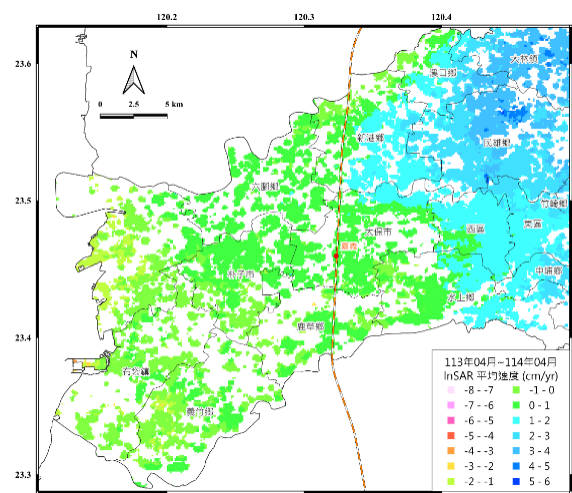 120.2 120.3 120.4
23.6
23.5
23.4
23.3
N
0 2.5 5 km
溪口鄉
大林鎮
新港鄉
民雄鄉
六腳鄉
竹崎鄉
太保市
嘉義
西區
東區
朴子市
中埔鄉
水上鄉
鹿草鄉
布袋鎮
義竹鄉
113年04月~114年04月
InSAR 平均速度 (cm/yr)
-8 - -7 -1 - 0
-7 - -6 0 - 1
-6 - -5 1 - 2
-5 - -4 2 - 3
-4 - -3 3 - 4
-3 - -2 4 - 5
-2 - -1 5 - 6